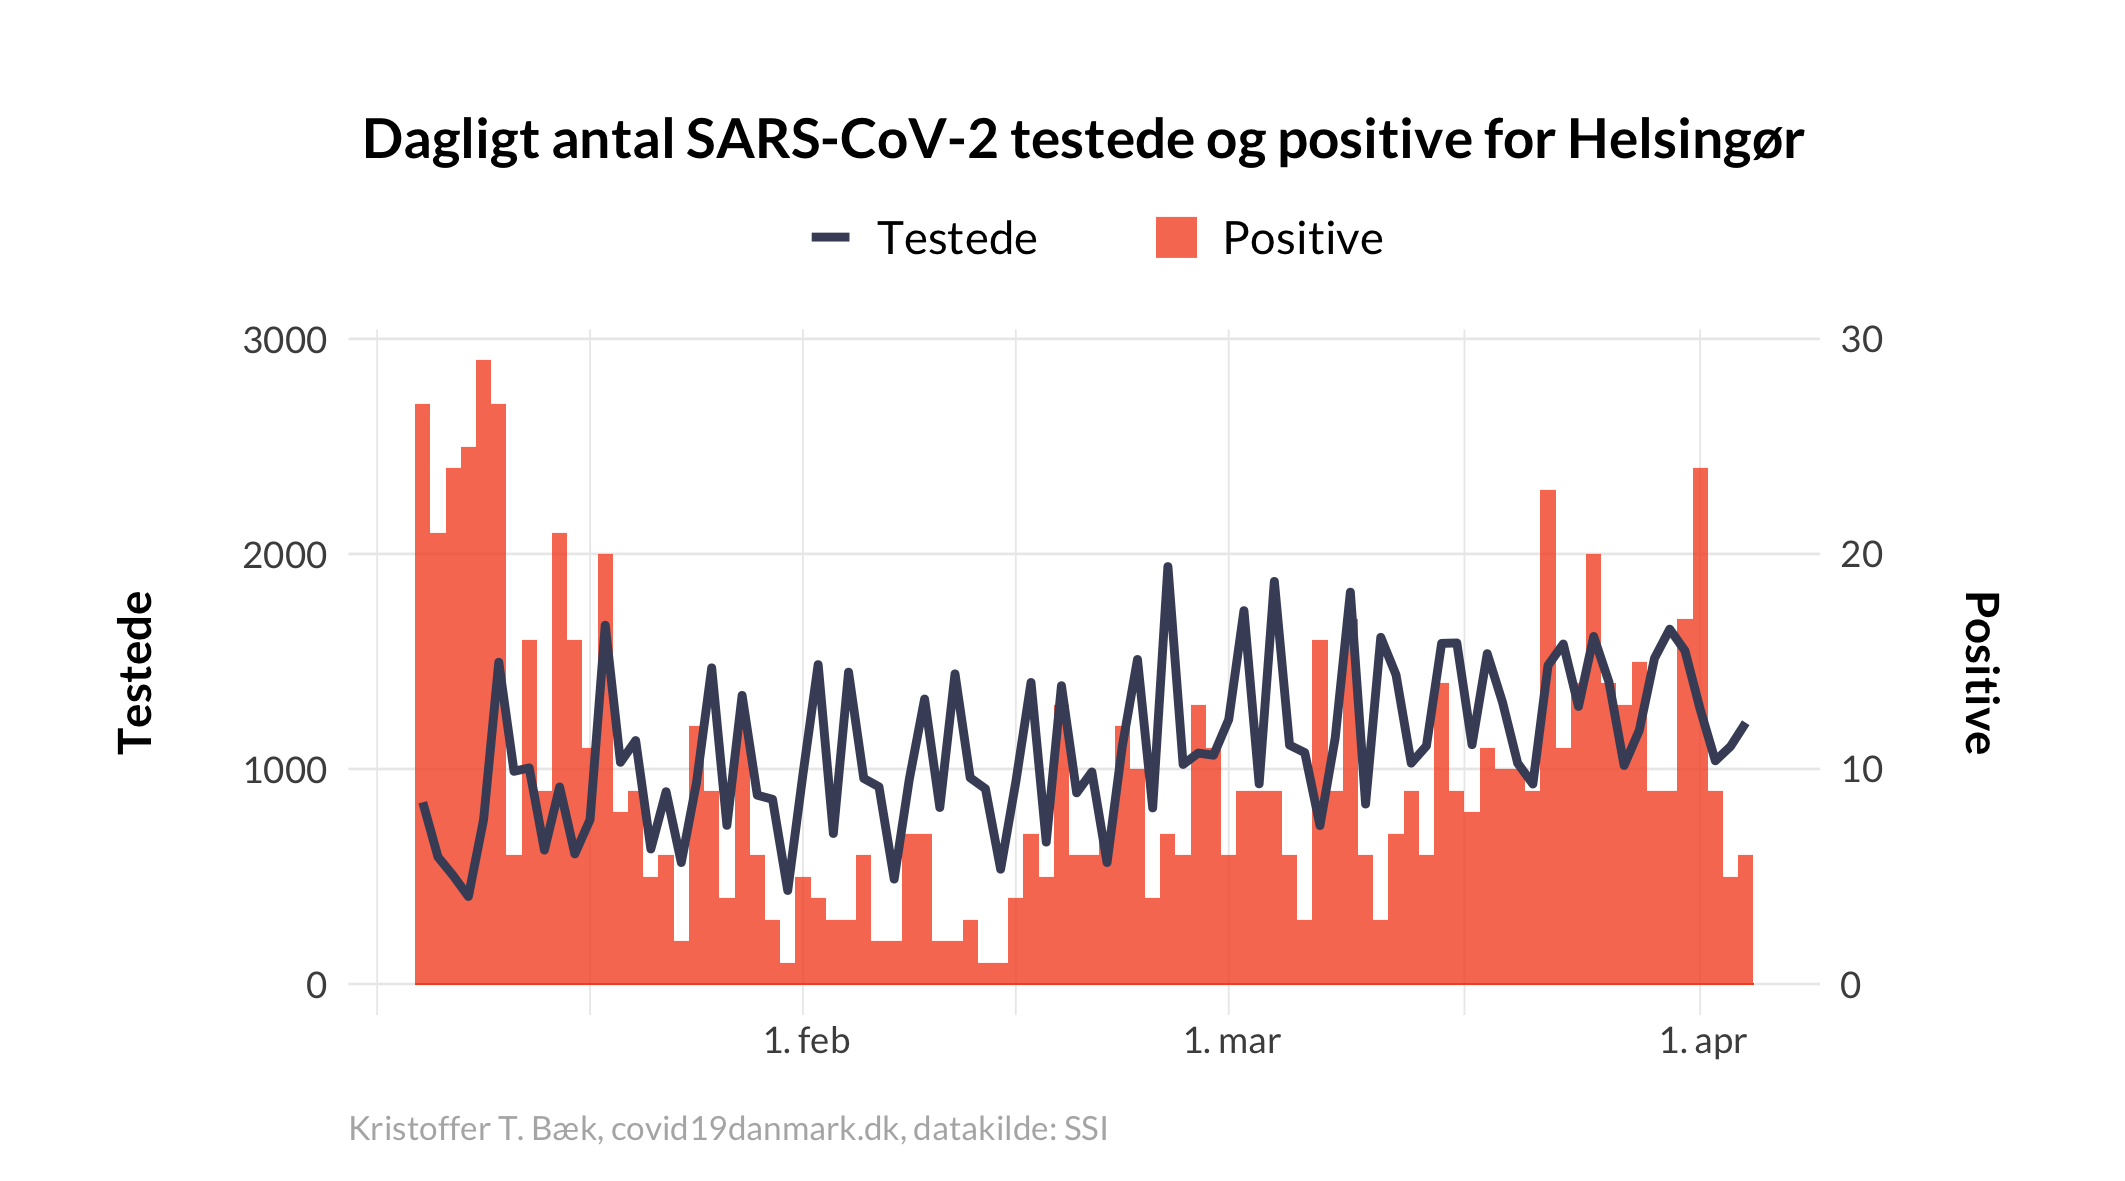 Dagligt antal SARS-CoV-2 testede og positive for Helsingør
Testede
Positive
3000
2000
1000
0
30
20
10
0
Testede
Positive
1. feb
1. mar
1. apr
Kristoffer T. Bæk, covid19danmark.dk, datakilde: SSI